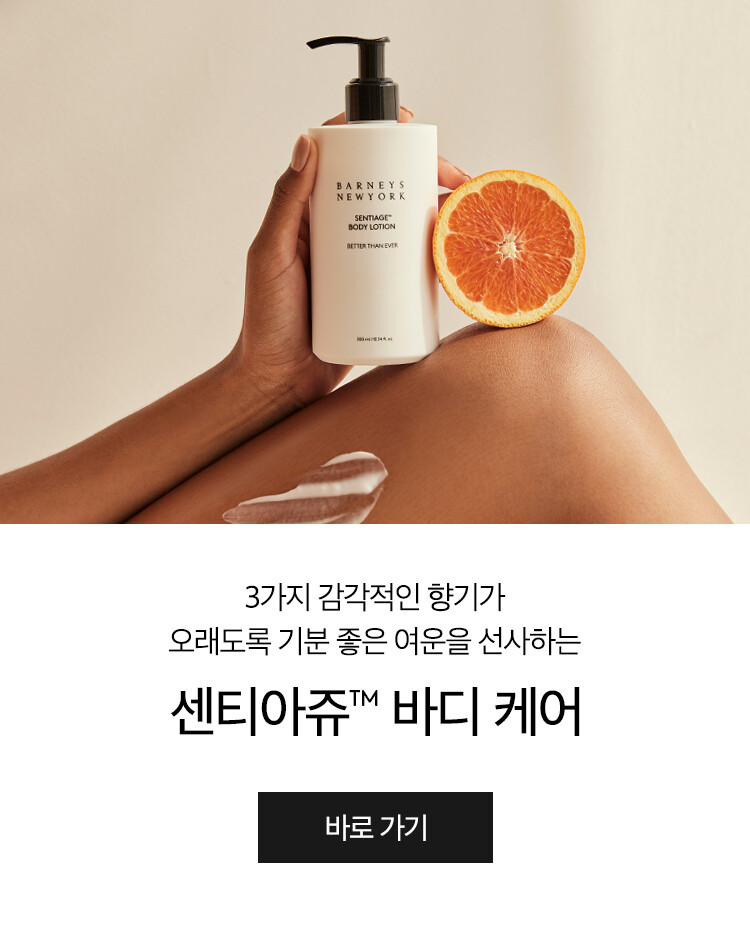 BARNEYS
NEWYORK
SENTIAGE™
BODY LOTION
BETTER THAN EVER
3가지 감각적인 향기가
오래도록 기분 좋은 여운을 선사하는
센티아쥬™ 바디 케어
바로 가기